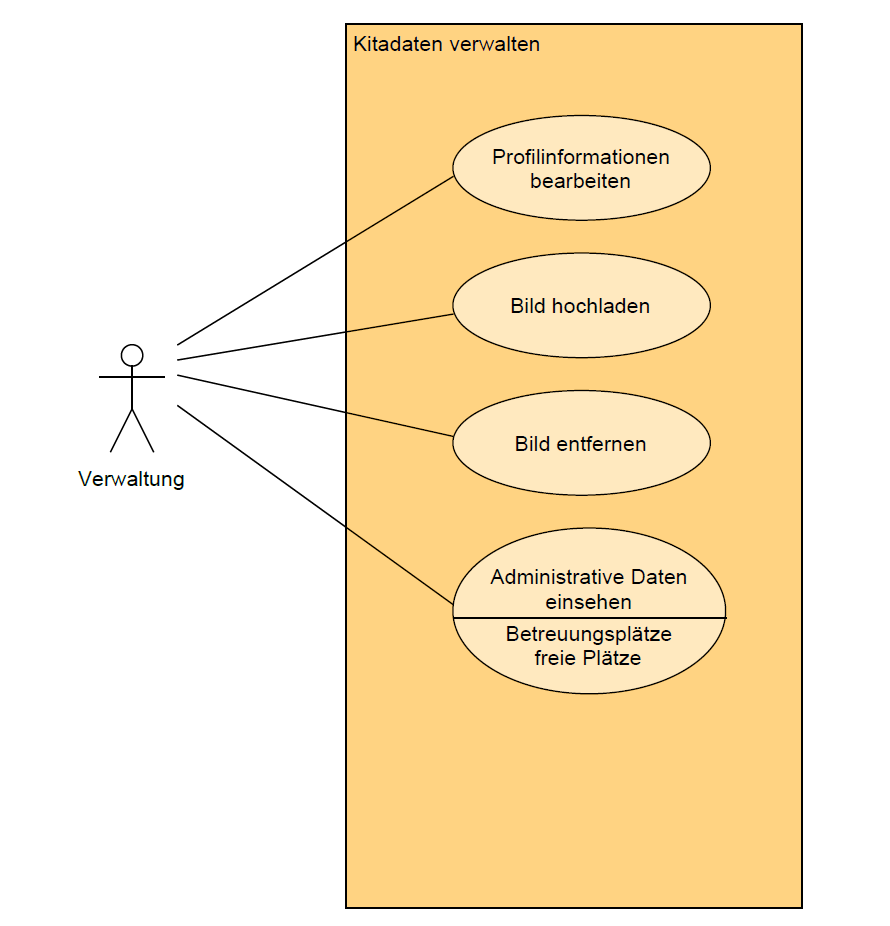 Kitadaten verwalten
Profilinformationen
bearbeiten
Bild hochladen
Bild entfernen
Verwaltung
Administrative Daten
einsehen
Betreuungsplätze
freie Plätze